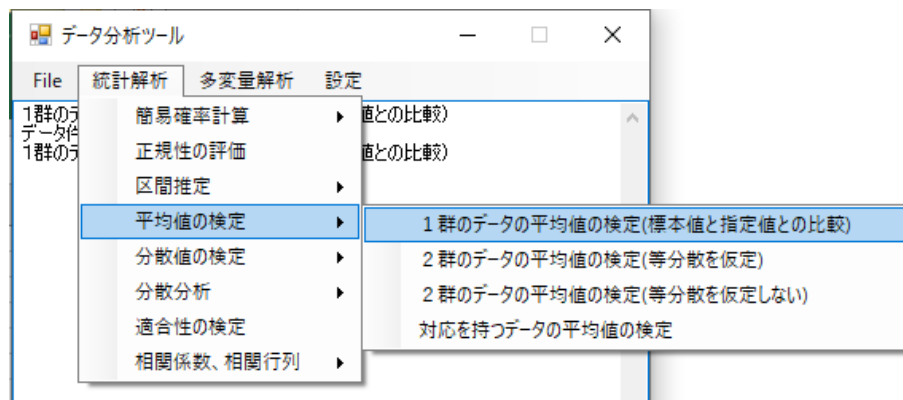 データ分析ツール
File 統計解析 多変量解析 設定
1群のデ
値との比較)
データ件
1群のデ
値との比較)
簡易確率計算
正規性の評価
区間推定
平均値の検定
分散値の検定
分散分析
適合性の検定
相関係数、相関行列
1群のデータの平均値の検定(標本値と指定値との比較)
2群のデータの平均値の検定(等分散を仮定)
2群のデータの平均値の検定(等分散を仮定しない)
対応を持つデータの平均値の検定